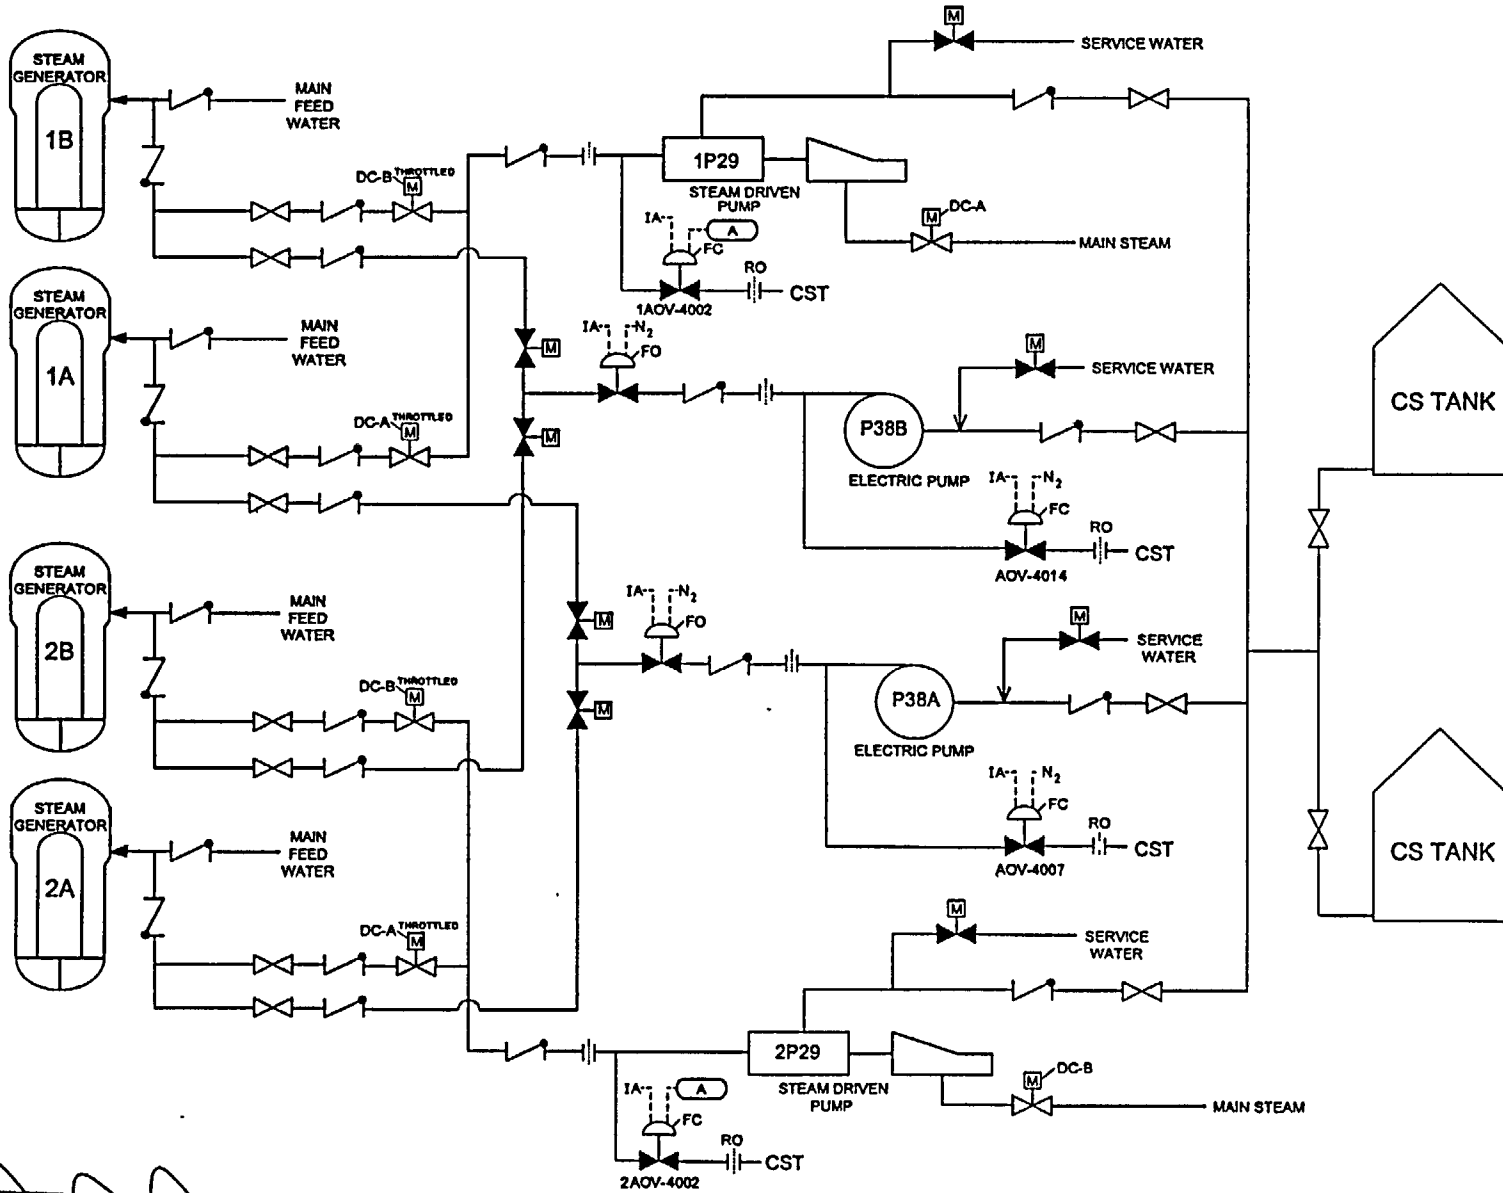 M
SERVICE WATER
STEAM
GENERATOR
1B
MAIN
FEED
WATER
1P29
STEAM DRIVEN
PUMP
DC-B
THROTTLED
M
M
DC-A
MAIN STEAM
IA
A
FC
RO
CST
1AOV-4002
STEAM
GENERATOR
1A
MAIN
FEED
WATER
IA
N2
FO
M
M
SERVICE WATER
CS TANK
DC-A
THROTTLED
M
M
P38B
ELECTRIC PUMP
IA
N2
FC
RO
CST
AOV-4014
STEAM
GENERATOR
2B
MAIN
FEED
WATER
IA
N2
FO
M
M
SERVICE
WATER
DC-B
THROTTLED
M
M
P38A
ELECTRIC PUMP
IA
N2
FC
RO
CST
AOV-4007
STEAM
GENERATOR
2A
MAIN
FEED
WATER
CS TANK
DC-A
THROTTLED
M
M
SERVICE
WATER
2P29
STEAM DRIVEN
PUMP
M
DC-B
MAIN STEAM
IA
A
FC
RO
CST
2AOV-4002